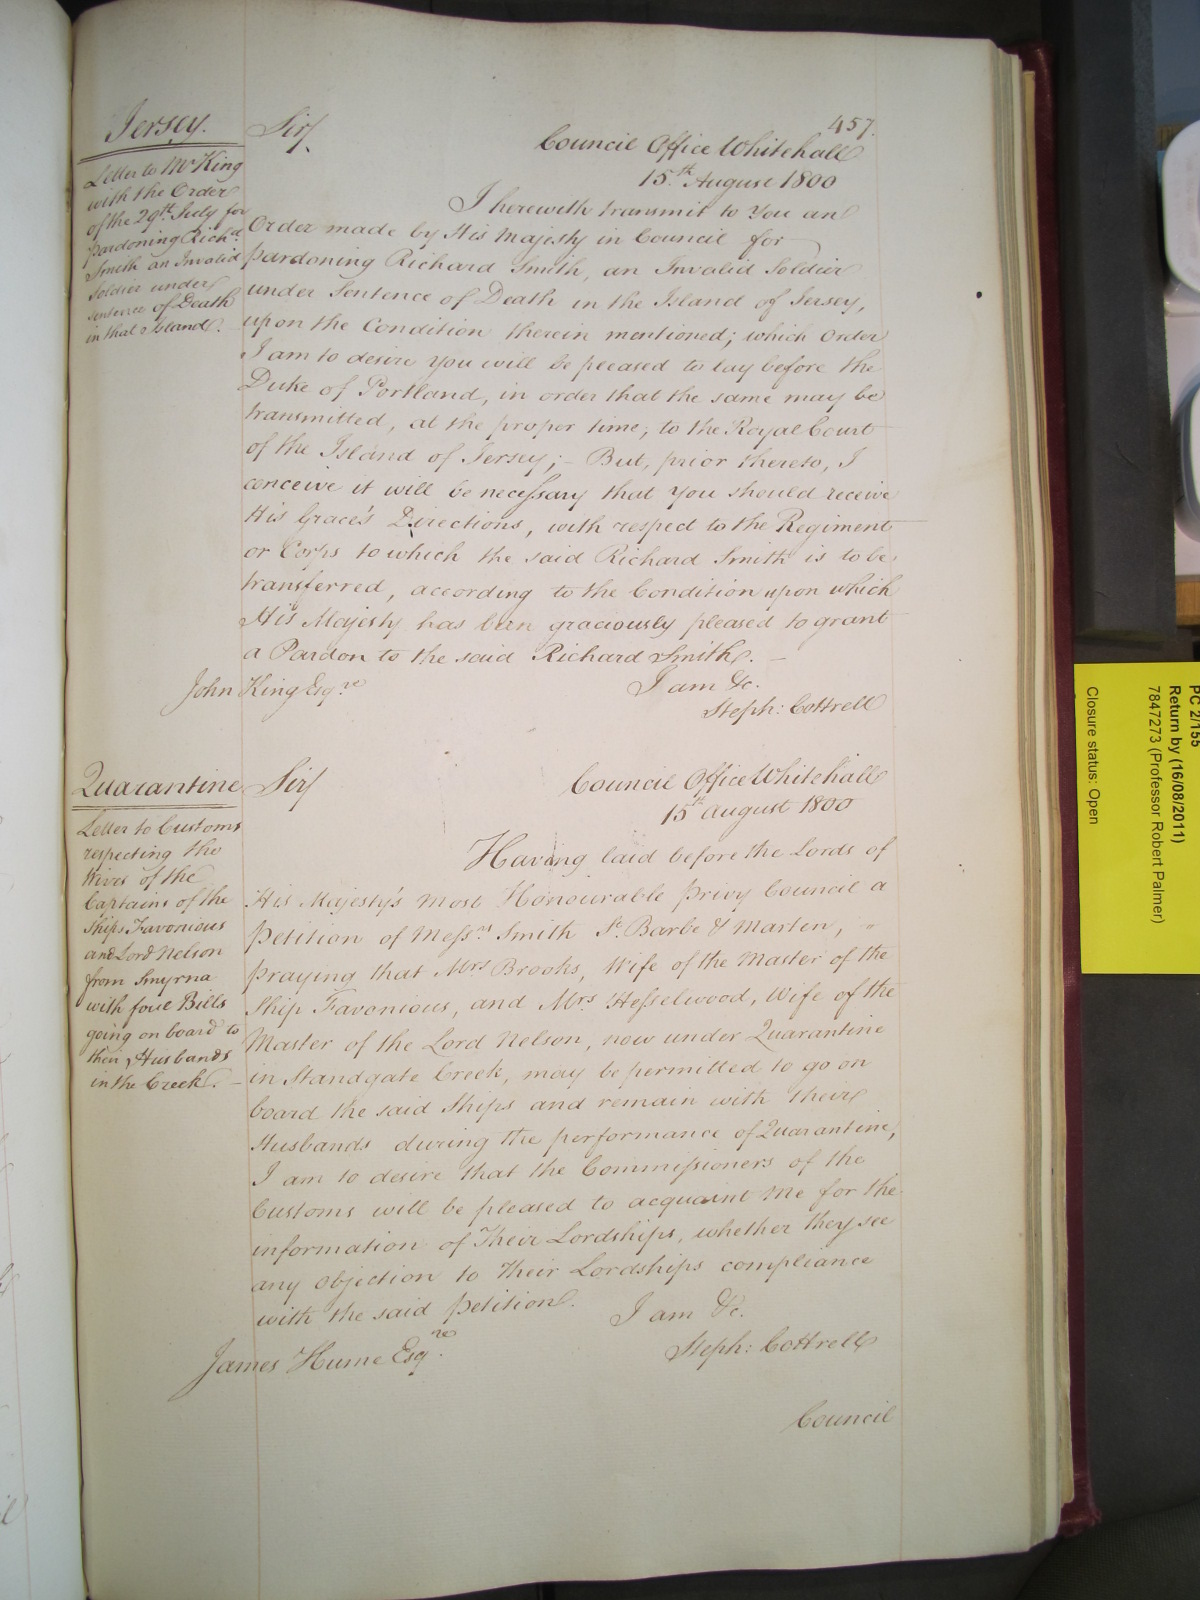 457.
Jersey.
Letter to Mr King
with the Order
of the 29th July for
pardoning Richd.
Smith an Invalid
Soldier under
sentence of Death
in that Island.
Sir/
Council Office Whitehall
15th August 1800
I herewith transmit to You an
Order made by His Majesty in Council for
pardoning Richard Smith, an Invalid Soldier
under Sentence of Death in the Island of Jersey,
upon the Condition therein mentioned; which Order
I am to desire you will be pleased to lay before the
Duke of Portland, in order that the same may be
transmitted, at the proper time, to the Royal Court
of the Island of Jersey;- But, prior thereto, I
conceive it will be necessary that you should receive
His Grace's Directions, with respect to the Regiment
or Corps to which the said Richard Smith is to be
transferred, according to the Condition upon which
His Majesty has been graciously pleased to grant
a Pardon to the said Richard Smith. -
I am &c.
Steph: Cottrell
John King Esqre
Quarantine
Letter to Customs
respecting the
Wives of the
Captains of the
Ships Favonious
and Lord Nelson
from Smyrna
with foul Bills
going on board to
their Husbands
in the Creek. -
Sir/
Council Office Whitehall
15th August 1800
Having laid before the Lords of
His Majesty's most Honourable Privy Council a
Petition of Messrs Smith St. Barbe & Marten,
praying that Mrs Brooks, Wife of the Master of the
Ship Favonious, and Mrs Hesselwood, Wife of the
Master of the Lord Nelson, now under Quarantine
in Standgate Creek, may be permitted to go on
board the said Ships and remain with their
Husbands during the performance of Quarantine,
I am to desire that the Commissioners of the
Customs will be pleased to acquaint me for the
information of Their Lordships, whether they see
any objection to Their Lordships compliance
with the said Petition.
I am &c.
Steph: Cottrell
James Hume Esqre.
Council
PC 2/155
Return by (16/08/2011)
7847273 (Professor Robert Palmer)
Closure status: Open